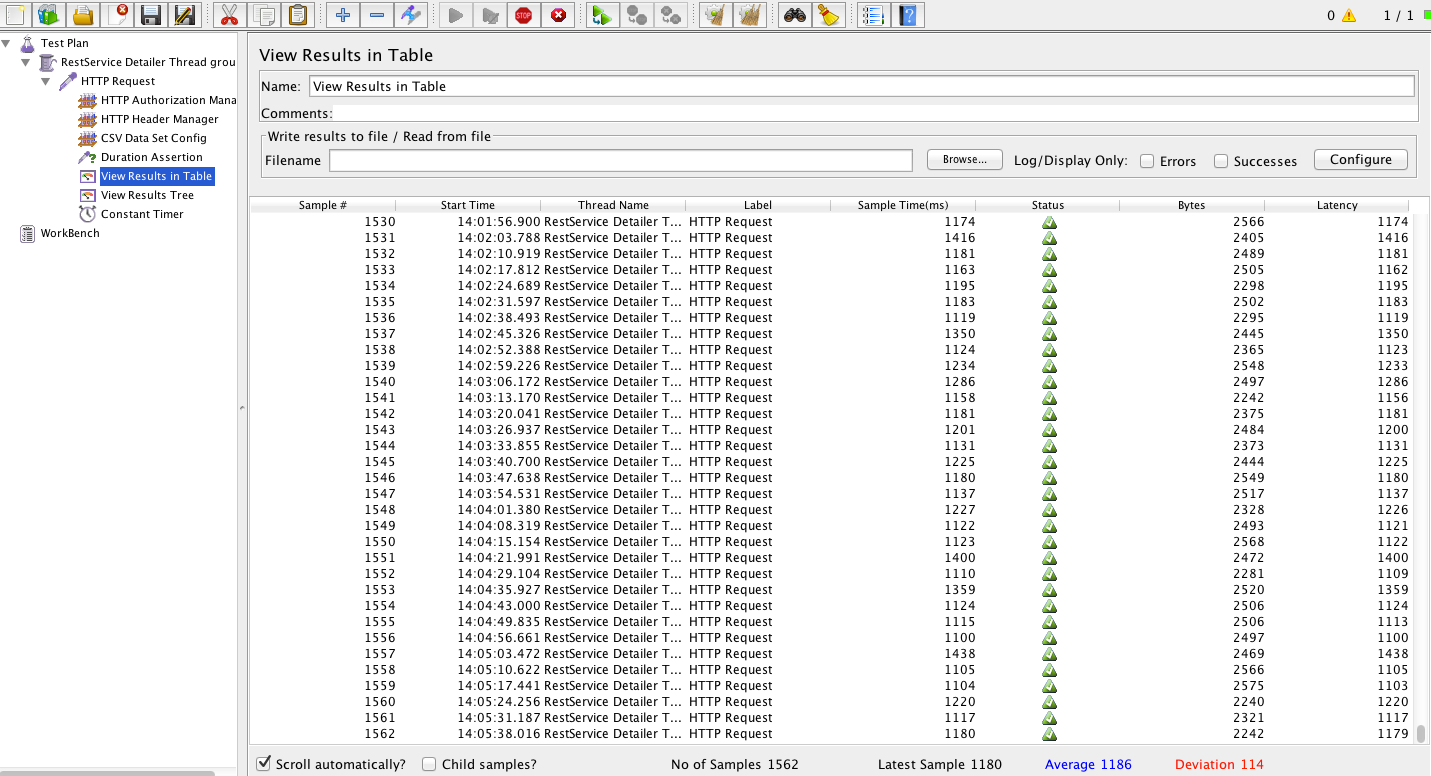 0 1 / 1
Test Plan
RestService Detailer Thread grou
HTTP Request
HTTP Authorization Mana
HTTP Header Manager
CSV Data Set Config
Duration Assertion
View Results in Table
View Results Tree
Constant Timer
WorkBench
View Results in Table
Name: View Results in Table
Comments:
Write results to file / Read from file
Filename Browse... Log/Display Only: Errors Successes Configure
Sample # Start Time Thread Name Label Sample Time(ms) Status Bytes Latency
1530 14:01:56.900 RestService Detailer T... HTTP Request 1174 2566 1174
1531 14:02:03.788 RestService Detailer T... HTTP Request 1416 2405 1416
1532 14:02:10.919 RestService Detailer T... HTTP Request 1181 2489 1181
1533 14:02:17.812 RestService Detailer T... HTTP Request 1163 2505 1162
1534 14:02:24.689 RestService Detailer T... HTTP Request 1195 2298 1195
1535 14:02:31.597 RestService Detailer T... HTTP Request 1183 2502 1183
1536 14:02:38.493 RestService Detailer T... HTTP Request 1119 2295 1119
1537 14:02:45.326 RestService Detailer T... HTTP Request 1350 2445 1350
1538 14:02:52.388 RestService Detailer T... HTTP Request 1124 2365 1123
1539 14:02:59.226 RestService Detailer T... HTTP Request 1234 2548 1233
1540 14:03:06.172 RestService Detailer T... HTTP Request 1286 2497 1286
1541 14:03:13.170 RestService Detailer T... HTTP Request 1158 2242 1156
1542 14:03:20.041 RestService Detailer T... HTTP Request 1181 2375 1181
1543 14:03:26.937 RestService Detailer T... HTTP Request 1201 2484 1200
1544 14:03:33.855 RestService Detailer T... HTTP Request 1131 2373 1131
1545 14:03:40.700 RestService Detailer T... HTTP Request 1225 2444 1225
1546 14:03:47.638 RestService Detailer T... HTTP Request 1180 2549 1180
1547 14:03:54.531 RestService Detailer T... HTTP Request 1137 2517 1137
1548 14:04:01.380 RestService Detailer T... HTTP Request 1227 2328 1226
1549 14:04:08.319 RestService Detailer T... HTTP Request 1122 2493 1121
1550 14:04:15.154 RestService Detailer T... HTTP Request 1123 2568 1122
1551 14:04:21.991 RestService Detailer T... HTTP Request 1400 2472 1400
1552 14:04:29.104 RestService Detailer T... HTTP Request 1110 2281 1109
1553 14:04:35.927 RestService Detailer T... HTTP Request 1359 2520 1359
1554 14:04:43.000 RestService Detailer T... HTTP Request 1124 2506 1124
1555 14:04:49.835 RestService Detailer T... HTTP Request 1115 2506 1113
1556 14:04:56.661 RestService Detailer T... HTTP Request 1100 2497 1100
1557 14:05:03.472 RestService Detailer T... HTTP Request 1438 2469 1438
1558 14:05:10.622 RestService Detailer T... HTTP Request 1105 2566 1105
1559 14:05:17.441 RestService Detailer T... HTTP Request 1104 2575 1103
1560 14:05:24.256 RestService Detailer T... HTTP Request 1220 2240 1220
1561 14:05:31.187 RestService Detailer T... HTTP Request 1117 2321 1117
1562 14:05:38.016 RestService Detailer T... HTTP Request 1180 2242 1179
Scroll automatically? Child samples? No of Samples 1562 Latest Sample 1180 Average 1186 Deviation 114